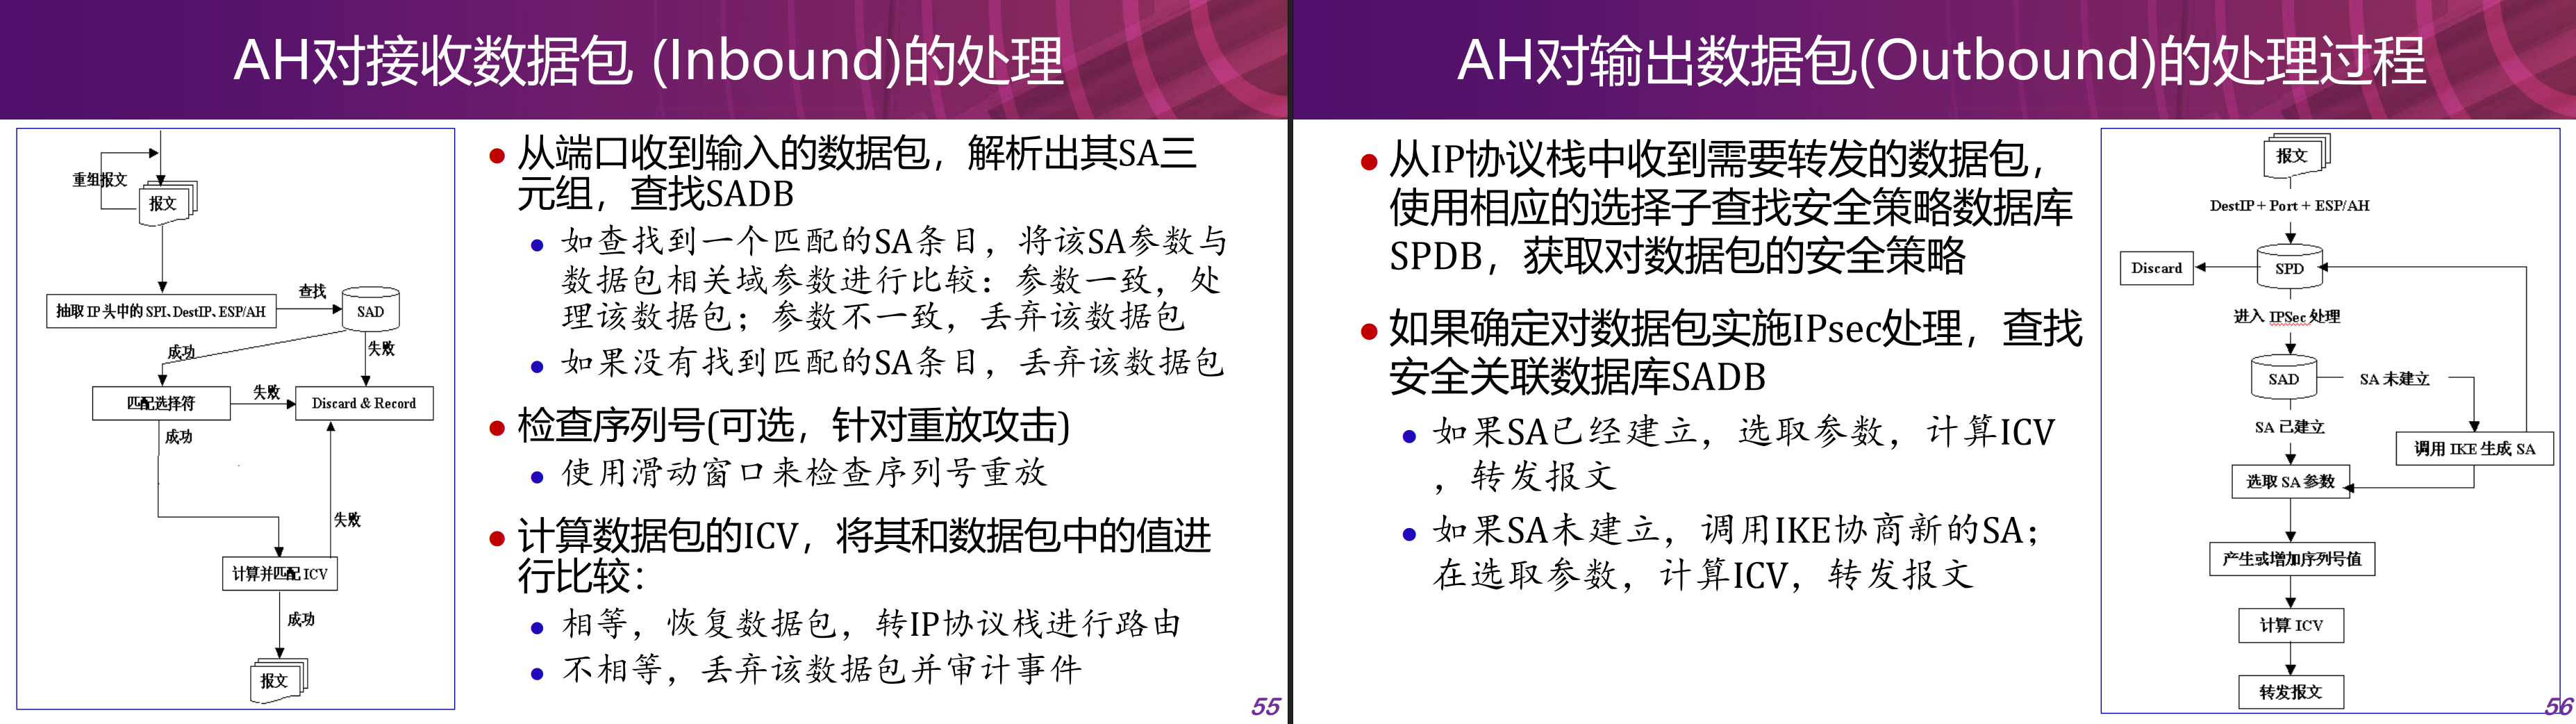 AH对接收数据包 (Inbound)的处理
重组报文
报文
抽取 IP 头中的 SPI、DestIP、ESP/AH
查找
SAD
成功
失败
匹配选择符
失败
Discard & Record
成功
失败
计算并匹配 ICV
成功
报文
从端口收到输入的数据包，解析出其SA三
元组，查找SADB
如查找到一个匹配的SA条目，将该SA参数与
数据包相关域参数进行比较：参数一致，处
理该数据包；参数不一致，丢弃该数据包
如果没有找到匹配的SA条目，丢弃该数据包
检查序列号(可选，针对重放攻击)
使用滑动窗口来检查序列号重放
计算数据包的ICV，将其和数据包中的值进
行比较：
相等，恢复数据包，转IP协议栈进行路由
不相等，丢弃该数据包并审计事件
55
AH对输出数据包(Outbound)的处理过程
从IP协议栈中收到需要转发的数据包，
使用相应的选择子查找安全策略数据库
SPDB，获取对数据包的安全策略
如果确定对数据包实施IPsec处理，查找
安全关联数据库SADB
如果SA已经建立，选取参数，计算ICV
，转发报文
如果SA未建立，调用IKE协商新的SA；
在选取参数，计算ICV，转发报文
报文
DestIP + Port + ESP/AH
Discard
SPD
进入 IPSec 处理
SAD
SA 未建立
SA 已建立
调用 IKE 生成 SA
选取 SA 参数
产生或增加序列号值
计算 ICV
转发报文
56